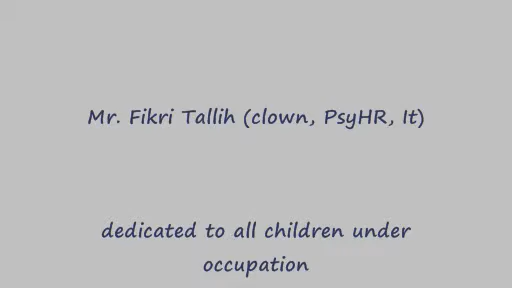 Mr. Fikri Tallih (clown, PsyHR, It)
dedicated to all children under
occupation